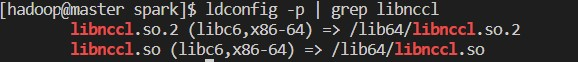 [hadoop@master spark]$ ldconfig -p | grep libnccl
libnccl.so.2 (libc6,x86-64) => /lib64/libnccl.so.2
libnccl.so (libc6,x86-64) => /lib64/libnccl.so